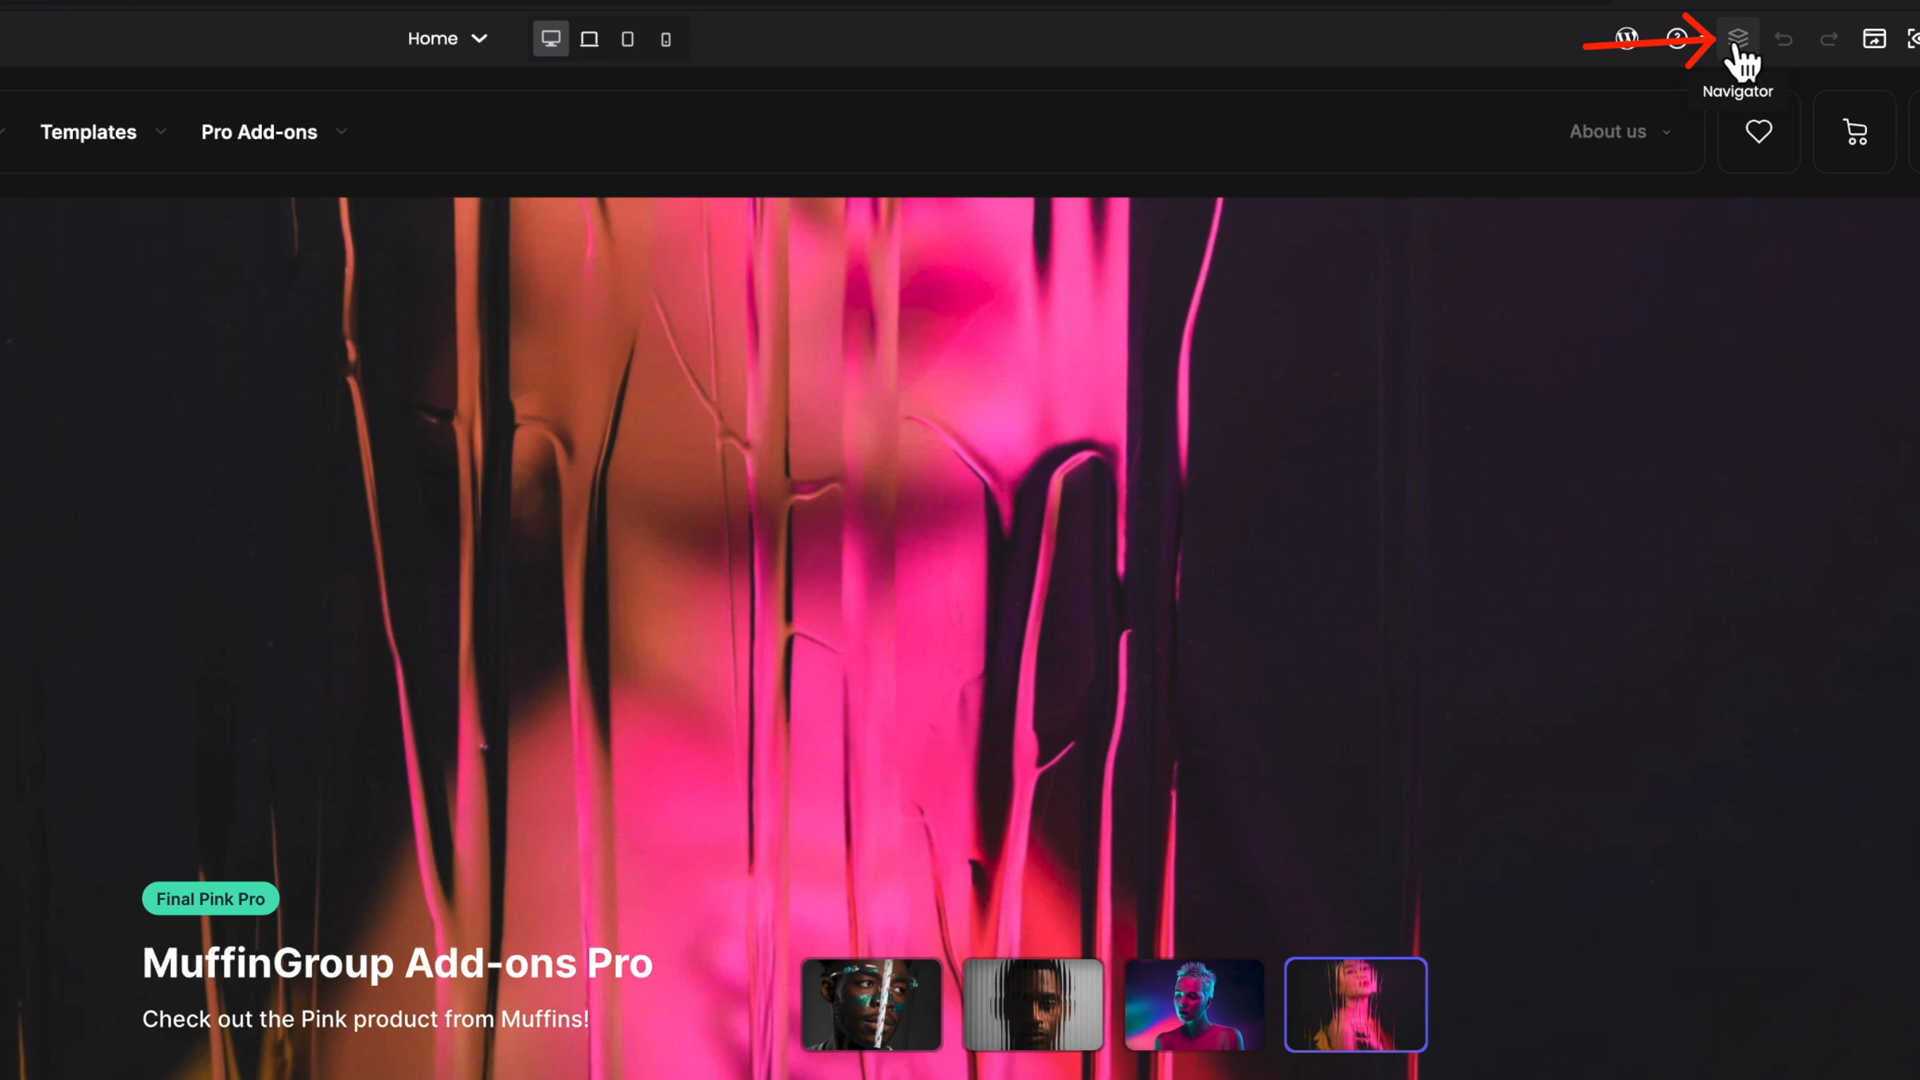 Home
Navigator
Templates
Pro Add-ons
About us
Final Pink Pro
MuffinGroup Add-ons Pro
Check out the Pink product from Muffins!